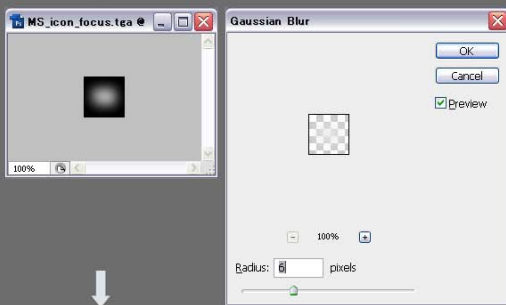 MS_icon_focus.tga @
100%
Gaussian Blur
OK
Cancel
Preview
100%
Radius: 6 pixels